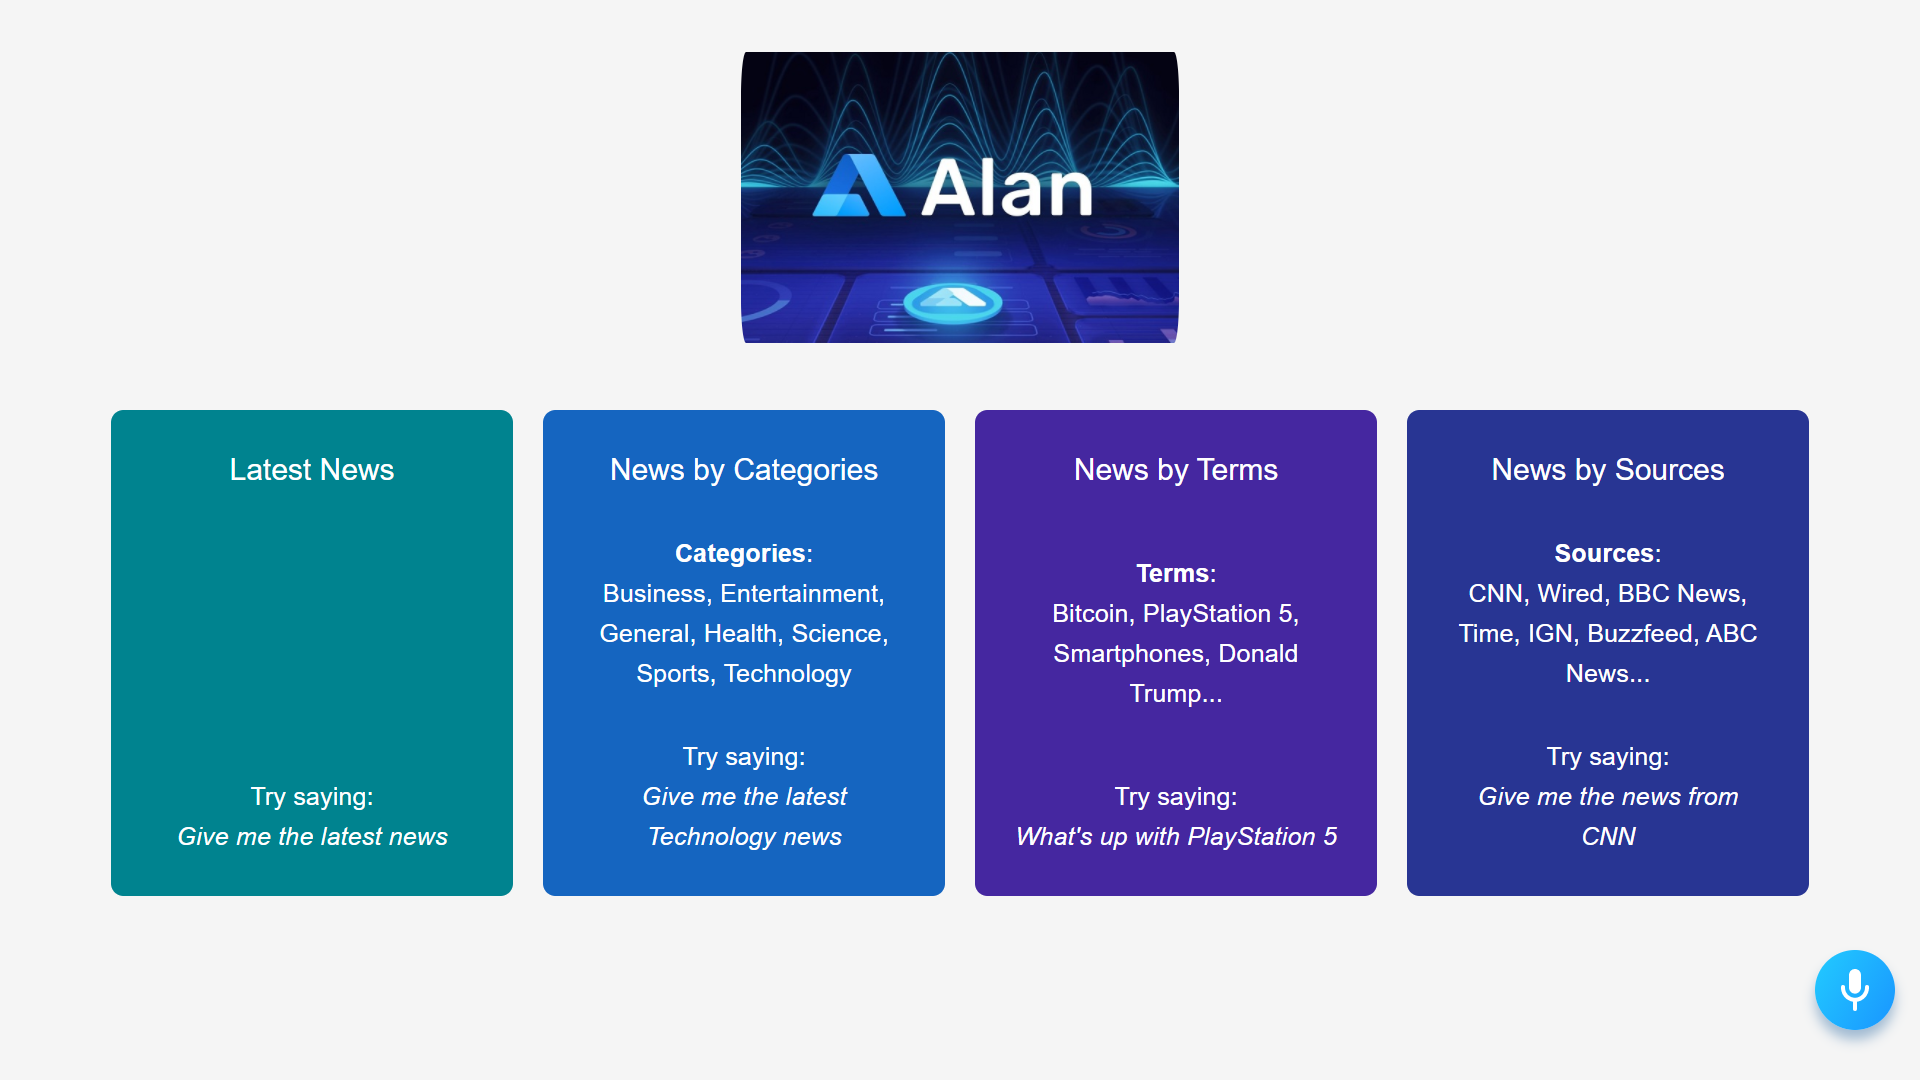 Alan
Latest News
Try saying:
Give me the latest news
News by Categories
Categories:
Business, Entertainment,
General, Health, Science,
Sports, Technology
Try saying:
Give me the latest
Technology news
News by Terms
Terms:
Bitcoin, PlayStation 5,
Smartphones, Donald
Trump...
Try saying:
What's up with PlayStation 5
News by Sources
Sources:
CNN, Wired, BBC News,
Time, IGN, Buzzfeed, ABC
News...
Try saying:
Give me the news from
CNN